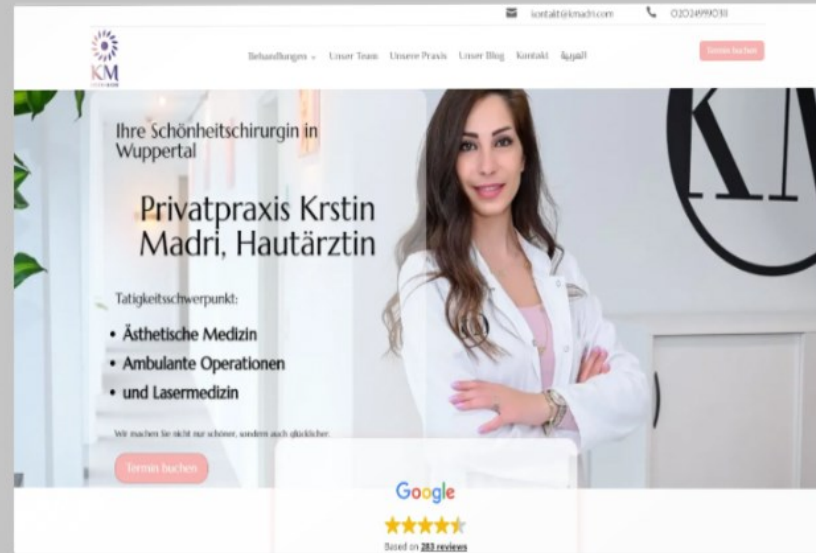 kontakt@kmadri.com
KM
Behandlungen Unser Team Unsere Praxis Unser Blog Kontakt العربية
Termin buchen
Ihre Schönheitschirurgin in
Wuppertal
Privatpraxis Krstin
Madri, Hautärztin
Tatigkeitsschwerpunkt:
• Ästhetische Medizin
• Ambulante Operationen
• und Lasermedizin
Wir machen Sie nicht nur schöner, sondern auch glücklicher.
Termin buchen
KM
Google
Based on 283 reviews